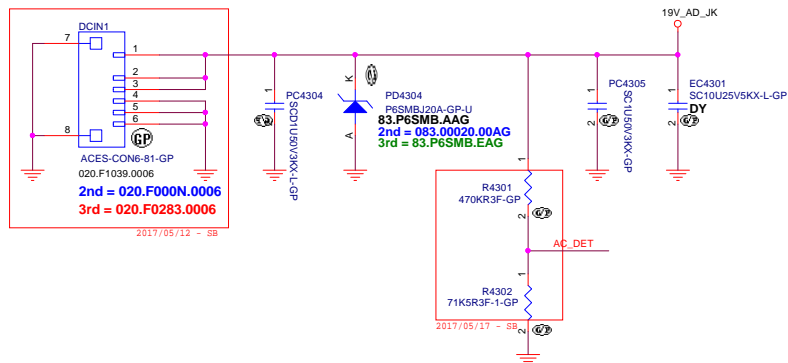 DCIN1
7
1
2
3
4
5
6
8
GP
ACES-CON6-81-GP
020.F1039.0006
2nd = 020.F000N.0006
3rd = 020.F0283.0006
2017/05/12 - SB
1
2
PC4304
SCD1U50V3KX-L-GP
K
A
PD4304
P6SMBJ20A-GP-U
83.P6SMB.AAG
2nd = 083.00020.00AG
3rd = 83.P6SMB.EAG
1
R4301
470KR3F-GP
2
AC_DET
1
R4302
71K5R3F-1-GP
2
2017/05/17 - SB
19V_AD_JK
1
2
PC4305
SC1U50V3KX-GP
1
2
EC4301
SC10U25V5KX-L-GP
DY